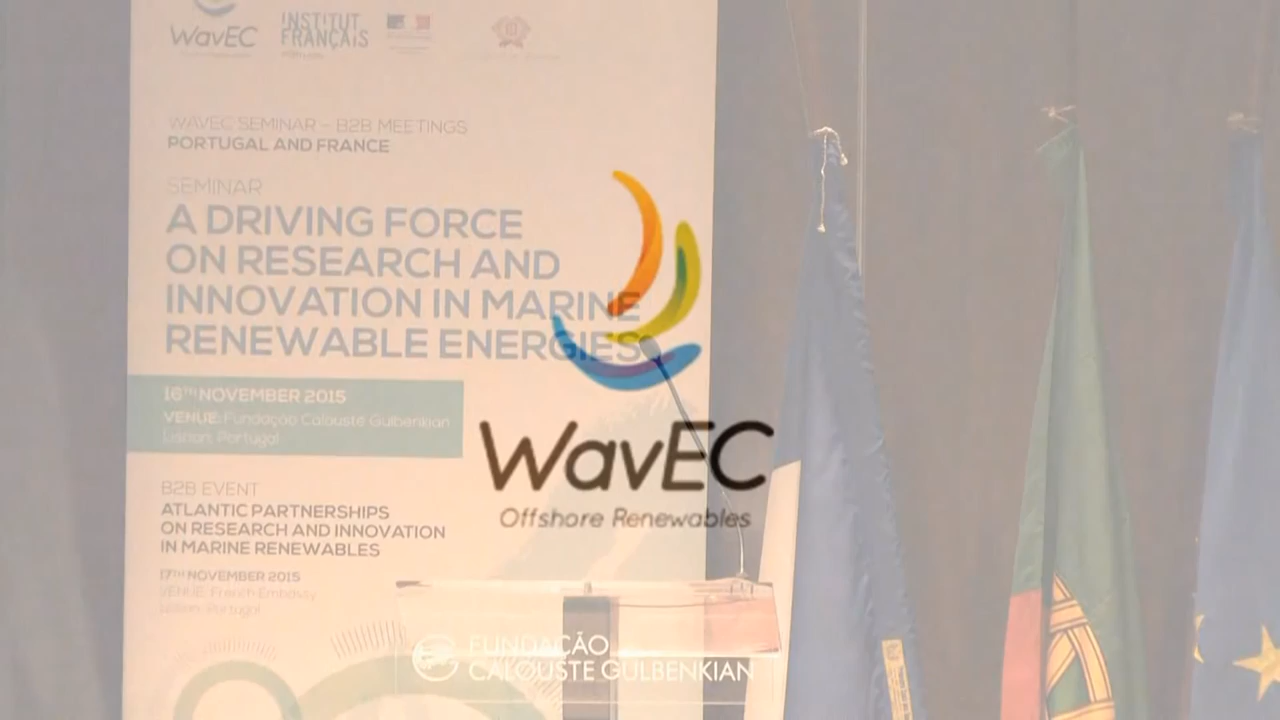 WavEC
INSTITUT
FRANÇAIS
WAVEC SEMINAR – B2B MEETINGS
PORTUGAL AND FRANCE
SEMINAR
A DRIVING FORCE
ON RESEARCH AND
INNOVATION IN MARINE
RENEWABLE ENERGIES
16TH NOVEMBER 2015
VENUE: Fundação Calouste Gulbenkian
Lisbon, Portugal
WavEC
Offshore Renewables
B2B EVENT
ATLANTIC PARTNERSHIPS
ON RESEARCH AND INNOVATION
IN MARINE RENEWABLES
17TH NOVEMBER 2015
VENUE: French Embassy
Lisbon, Portugal
FUNDAÇÃO
CALOUSTE GULBENKIAN